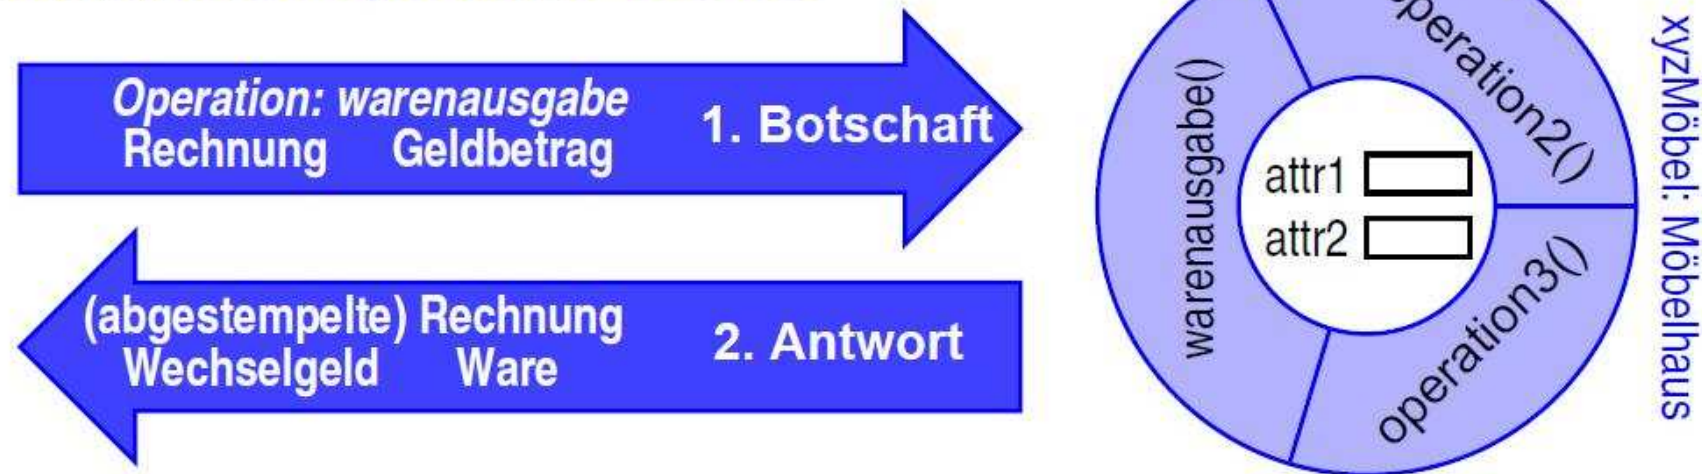 Operation: warenausgabe
Rechnung Geldbetrag
1. Botschaft
(abgestempelte) Rechnung
Wechselgeld Ware
2. Antwort
warenausgabe()
operation2()
attr1
attr2
operation3()
xyzMöbel: Möbelhaus